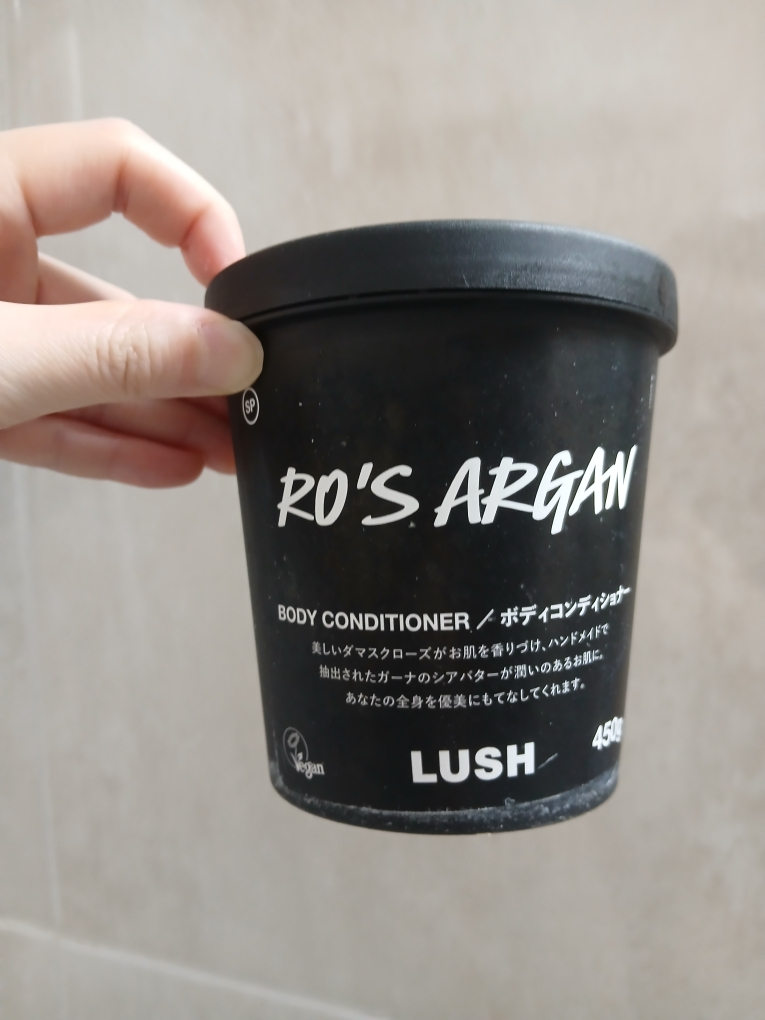 SP
RO'S ARGAN
BODY CONDITIONER / ボディコンディショナー
美しいダマスクローズがお肌を香りづけ、ハンドメイドで
抽出されたガーナのシアバターが潤いのあるお肌に。
あなたの全身を優美にもてなしてくれます。
Vegan
LUSH
450g